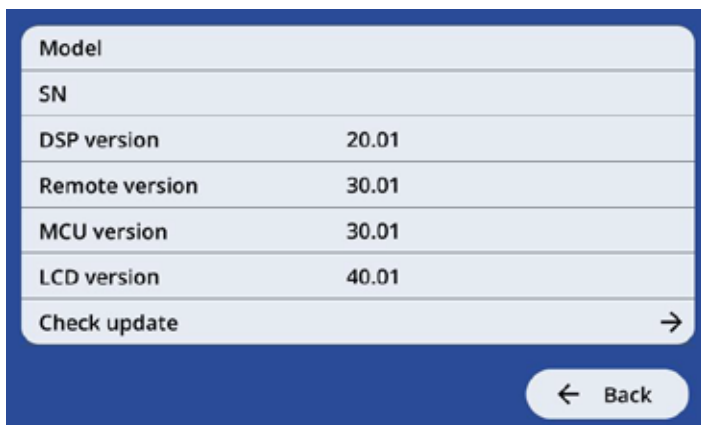 Model
SN
DSP version 20.01
Remote version 30.01
MCU version 30.01
LCD version 40.01
Check update
Back